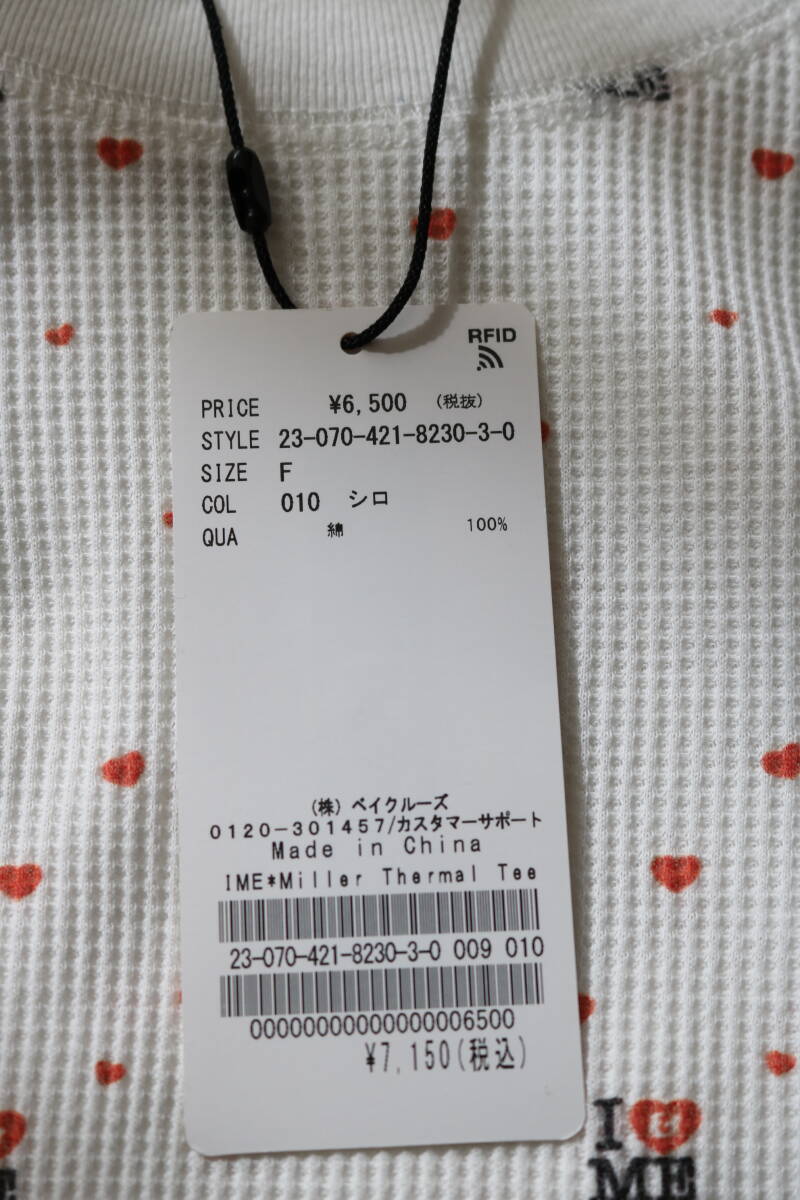 RFID
PRICE ¥6,500 (税抜)
STYLE 23-070-421-8230-3-0
SIZE F
COL 010 シロ
QUA 綿 100%
(株) ベイクルーズ
0120-301457/カスタマーサポート
Made in China
IME*Miller Thermal Tee
23-070-421-8230-3-0 009 010
00000000000000006500
¥7,150(税込)
I
ME